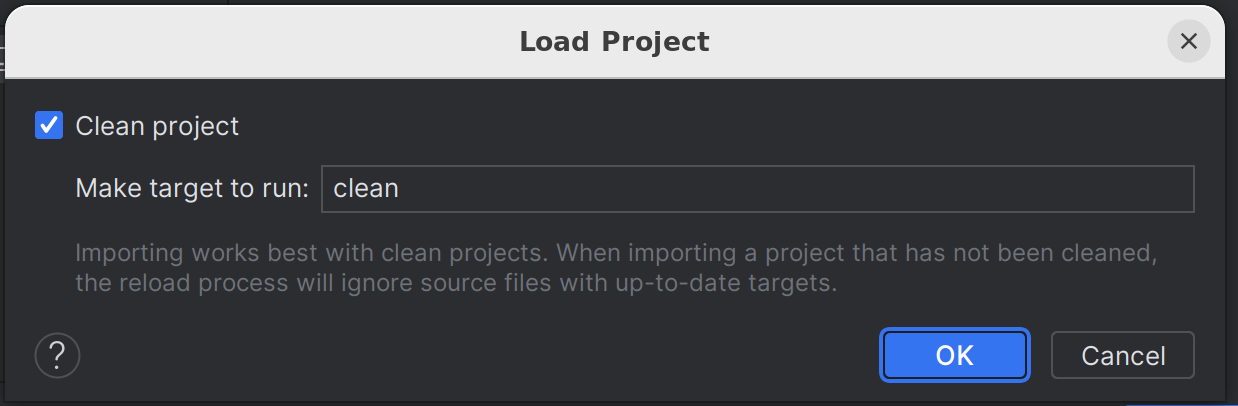 Load Project
Clean project
Make target to run: clean
Importing works best with clean projects. When importing a project that has not been cleaned,
the reload process will ignore source files with up-to-date targets.
?
OK
Cancel